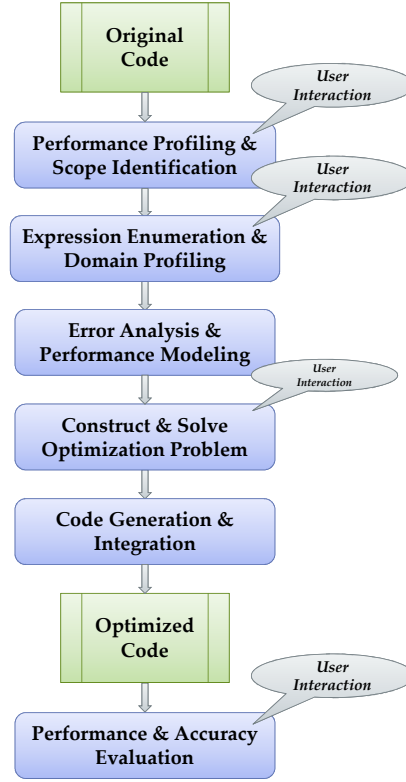 Original
Code
User
Interaction
Performance Profiling &
Scope Identification
User
Interaction
Expression Enumeration &
Domain Profiling
Error Analysis &
Performance Modeling
User
Interaction
Construct & Solve
Optimization Problem
Code Generation &
Integration
Optimized
Code
User
Interaction
Performance & Accuracy
Evaluation